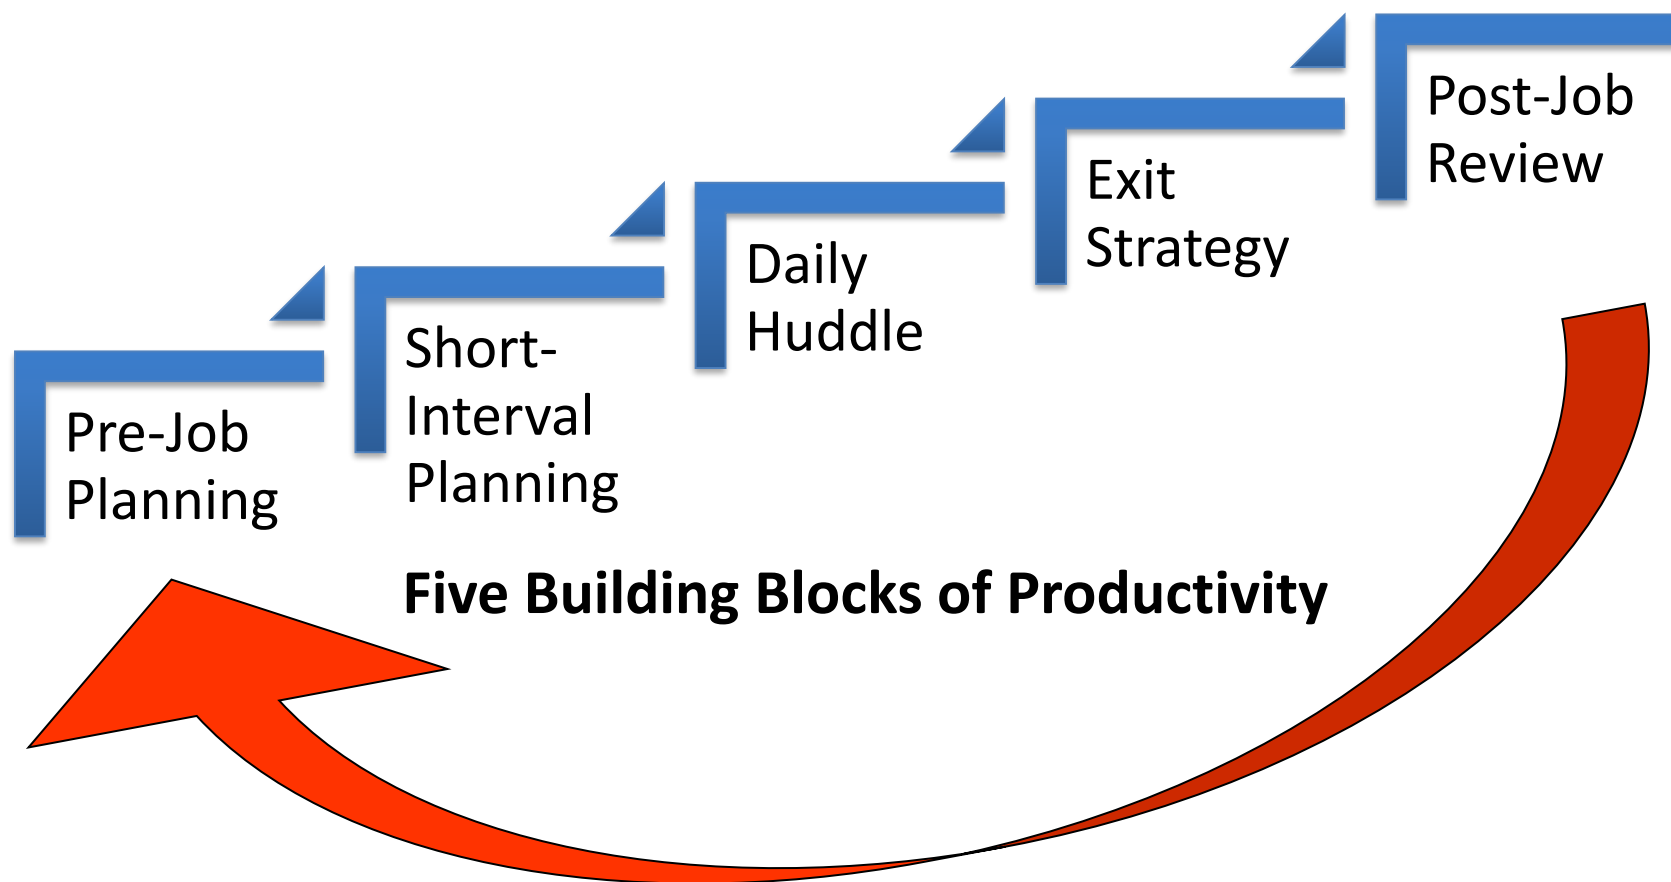 Pre-Job
Planning
Short-
Interval
Planning
Daily
Huddle
Exit
Strategy
Post-Job
Review
Five Building Blocks of Productivity